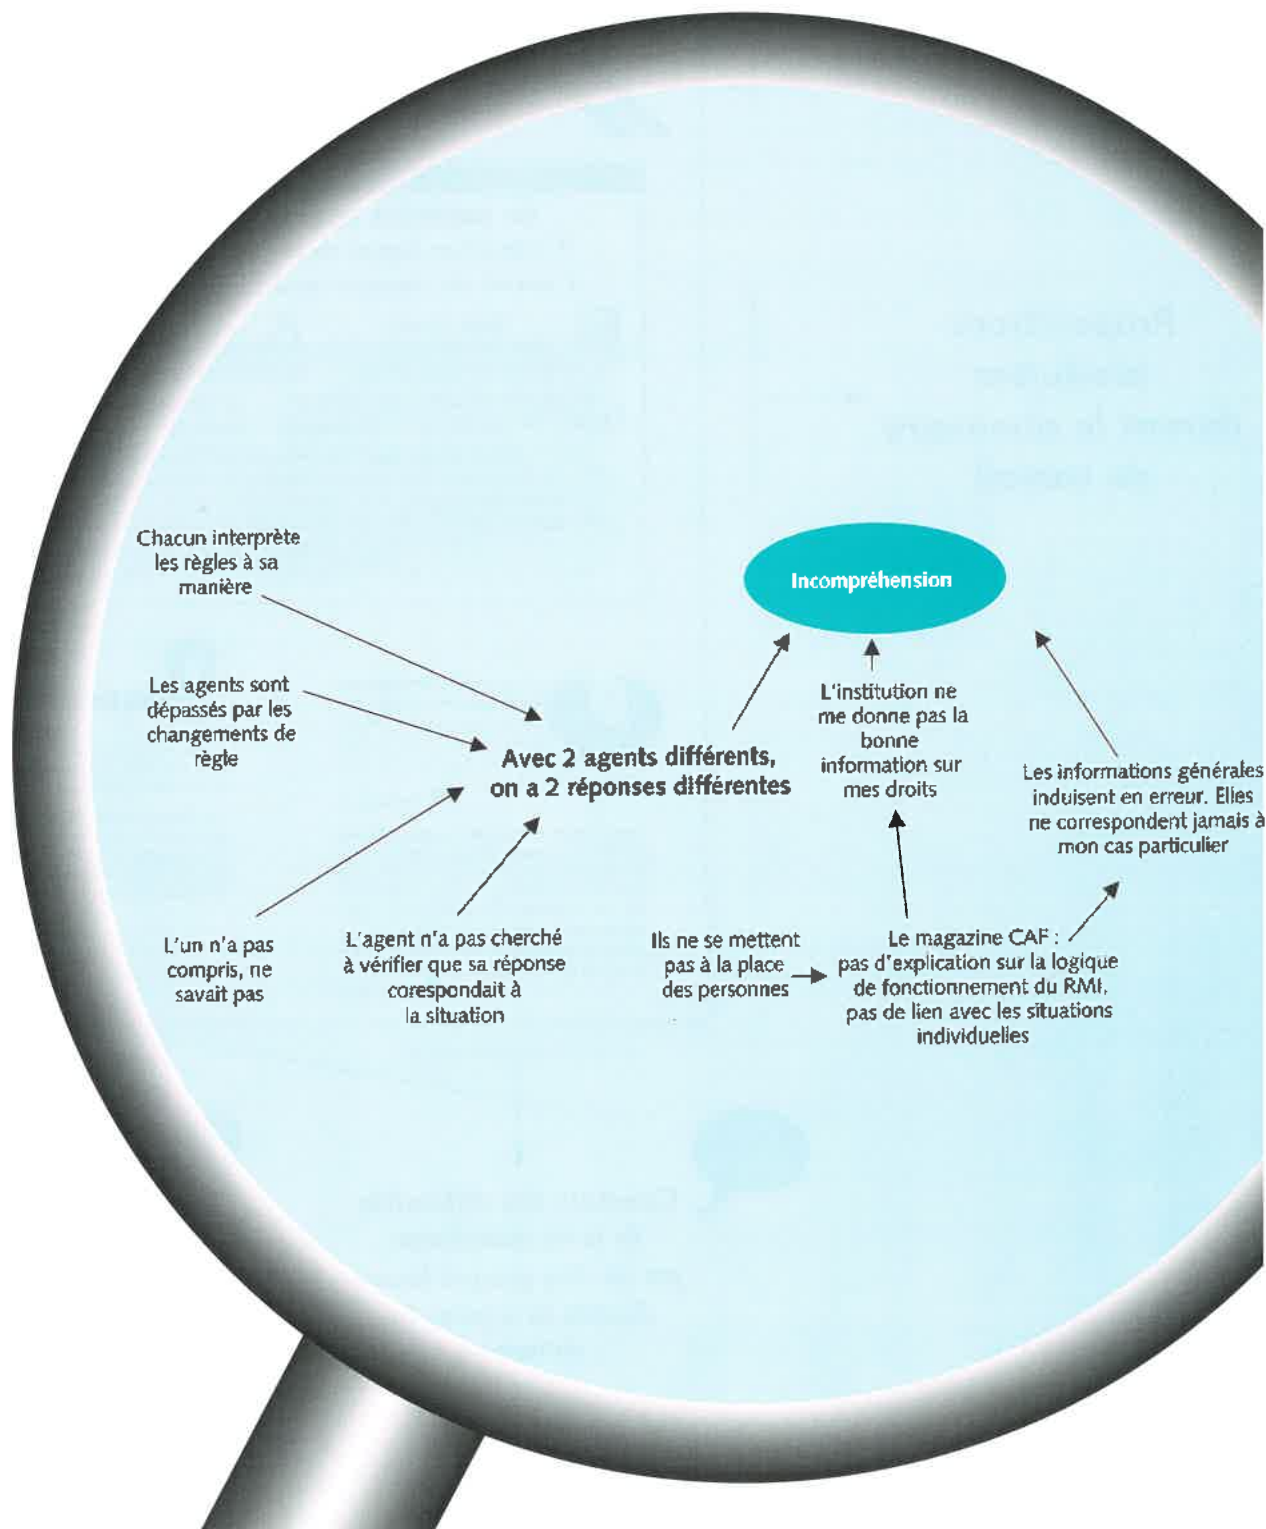 Chacun interprète
les règles à sa
manière
Incompréhension
Les agents sont
dépassés par les
changements de
règle
L'institution ne
me donne pas la
bonne
information sur
mes droits
Avec 2 agents différents,
on a 2 réponses différentes
Les informations générales
induisent en erreur. Elles
ne correspondent jamais à
mon cas particulier
L'un n'a pas
compris, ne
savait pas
L'agent n'a pas cherché
à vérifier que sa réponse
corespondait à
la situation
Ils ne se mettent
pas à la place
des personnes
Le magazine CAF :
pas d'explication sur la logique
de fonctionnement du RMI,
pas de lien avec les situations
individuelles